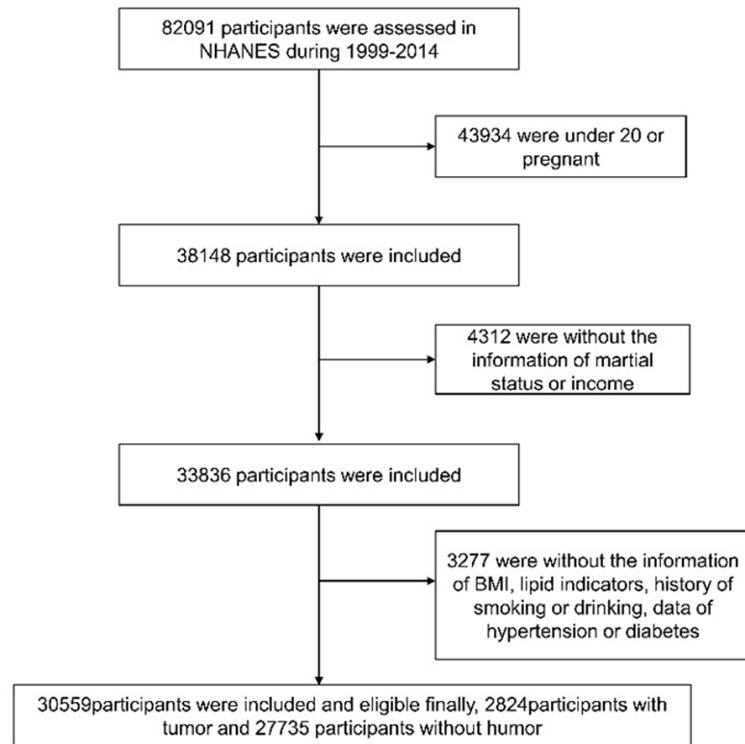 82091 participants were assessed in
NHANES during 1999-2014
43934 were under 20 or
pregnant
38148 participants were included
4312 were without the
information of martial
status or income
33836 participants were included
3277 were without the information
of BMI, lipid indicators, history of
smoking or drinking, data of
hypertension or diabetes
30559participants were included and eligible finally, 2824participants with
tumor and 27735 participants without humor